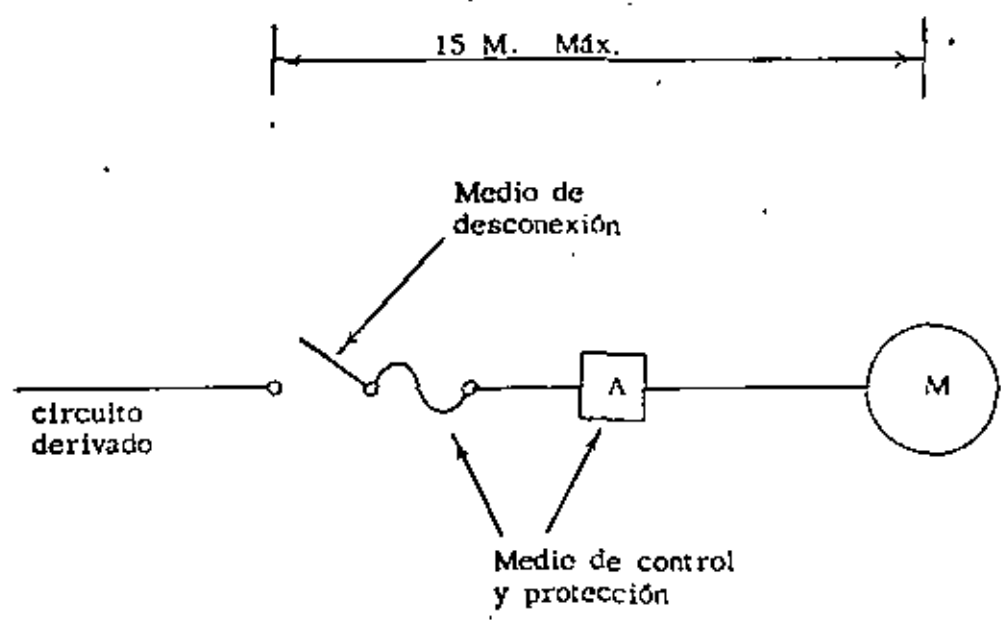 15 M. Máx.
Medio de
desconexión
circuito
derivado
A
M
Medio de control
y protección